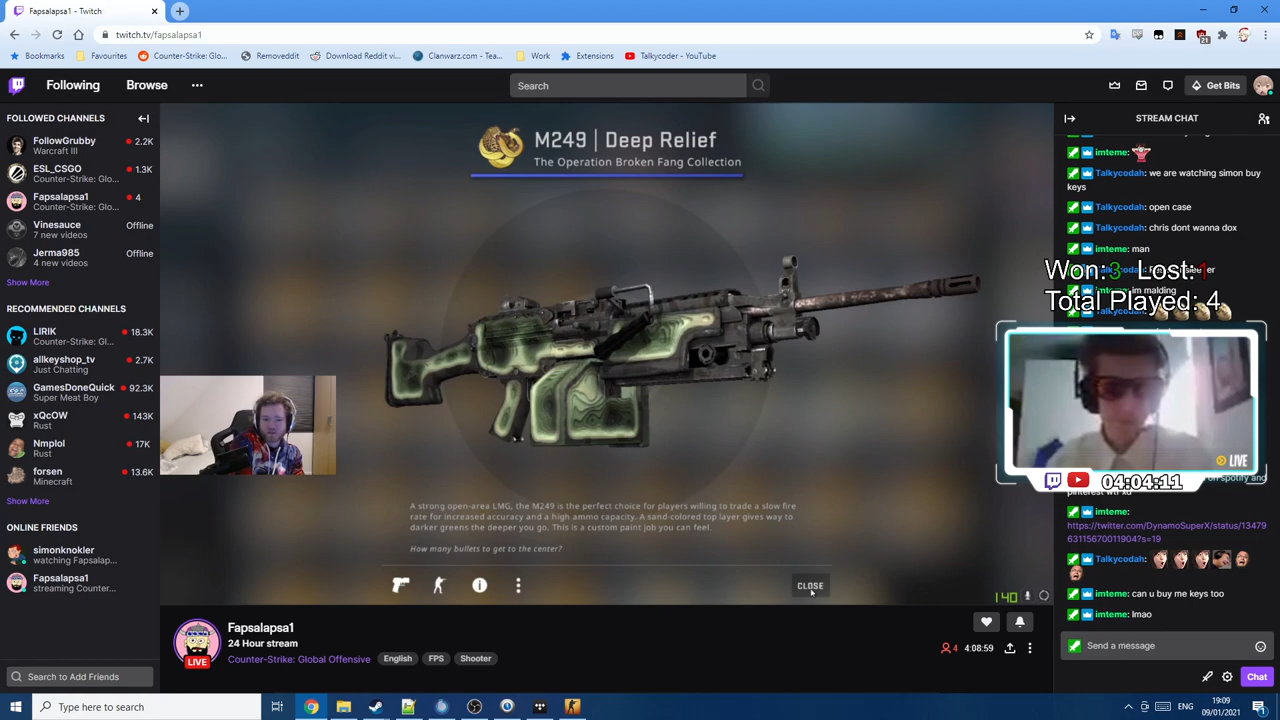 Fapsalapsa1 - Twitch
twitch.tv/fapsalapsa1
Bookmarks
Favourites
Counter-Strike: Glo...
Removeddit
Download Reddit vi...
Clanwarz.com - Tea...
Work
Extensions
Talkycoder - YouTube
21
Following
Browse
Search
Get Bits
FOLLOWED CHANNELS
FollowGrubby
2.2K
Warcraft III
ESL_CSGO
1.3K
Counter-Strike: Glo...
Fapsalapsa1
4
Counter-Strike: Glo...
Vinesauce
Offline
7 new videos
Jerma985
Offline
4 new videos
Show More
RECOMMENDED CHANNELS
LIRIK
18.3K
Counter-Strike: Gl...
allkeyshop_tv
2.7K
Just Chatting
GamesDoneQuick
92.3K
Super Meat Boy
xQcOW
143K
Rust
Nmplol
17K
Rust
forsen
13.6K
Minecraft
Show More
ONLINE FRIENDS
simonknokler
watching Fapsalap...
Fapsalapsa1
streaming Counter...
Search to Add Friends
M249 | Deep Relief
The Operation Broken Fang Collection
A strong open-area LMG, the M249 is the perfect choice for players willing to trade a slow fire
rate for increased accuracy and a high ammo capacity. A sand-colored top layer gives way to
darker greens the deeper you go. This is a custom paint job you can feel.
How many bullets to get to the center?
CLOSE
140
LIVE
Fapsalapsa1
24 Hour stream
Counter-Strike: Global Offensive
English
FPS
Shooter
4
4:08:59
STREAM CHAT
imteme:
Talkycodah: we are watching simon buy
keys
Talkycodah: open case
Talkycodah: chris dont wanna dox
imteme: man
Won:3 Lost:1
imteme: im malding
Total Played: 4
LIVE
04:04:11
on spotify and
pinterest wtf xd
imteme:
https://twitter.com/DynamoSuperX/status/13479
63115670011904?s=19
Talkycodah:
imteme: can u buy me keys too
imteme: lmao
Send a message
Chat
Type here to search
ENG
19:09
09/01/2021
1